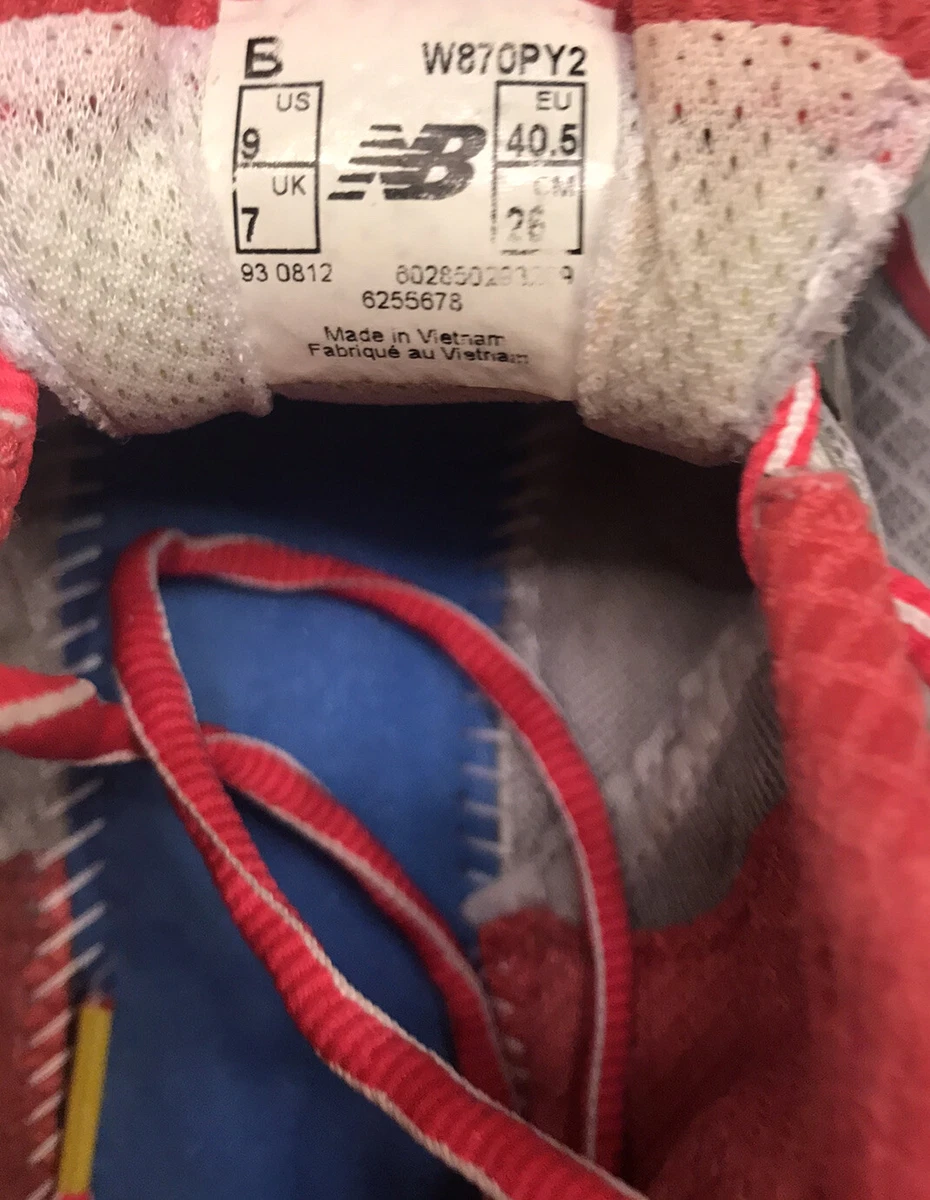 B W870PY2
US EU
9 NB 40.5
UK CM
7 26
93 0812
6255678
Made in Vietnam
Fabriqué au Vietnam